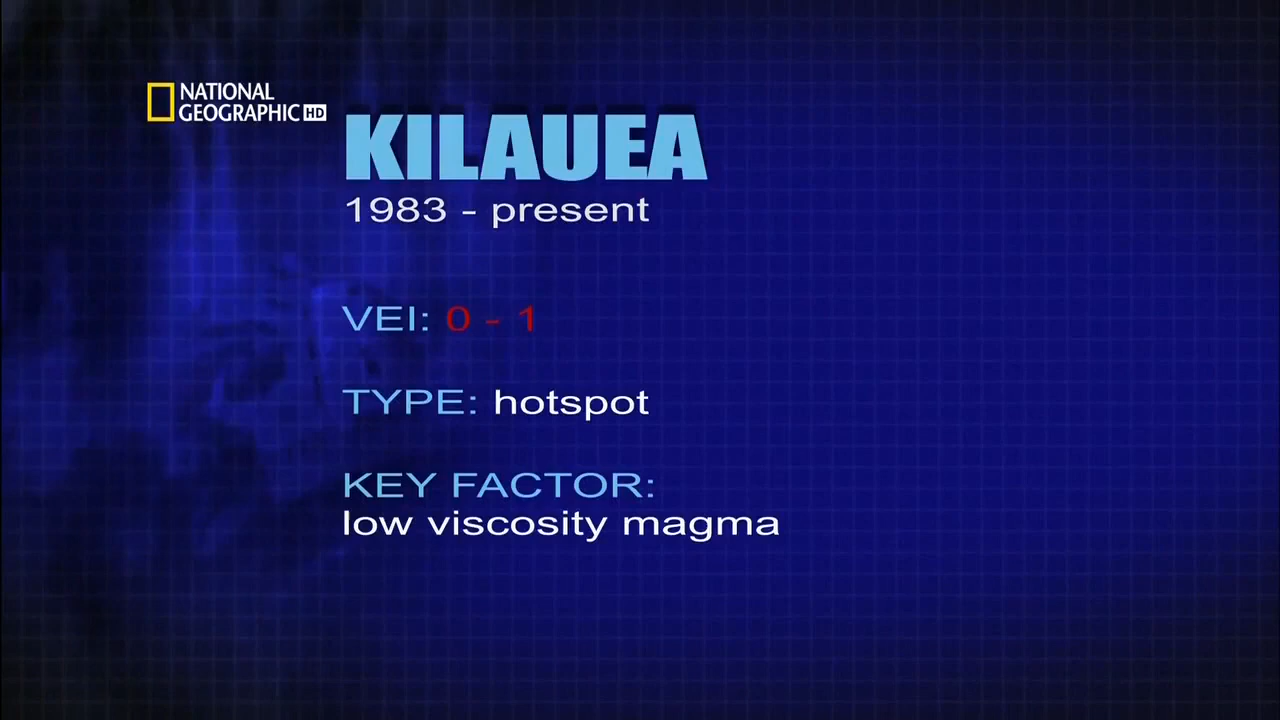 NATIONAL
GEOGRAPHIC HD
KILAUEA
1983 - present
VEI: 0 - 1
TYPE: hotspot
KEY FACTOR:
low viscosity magma